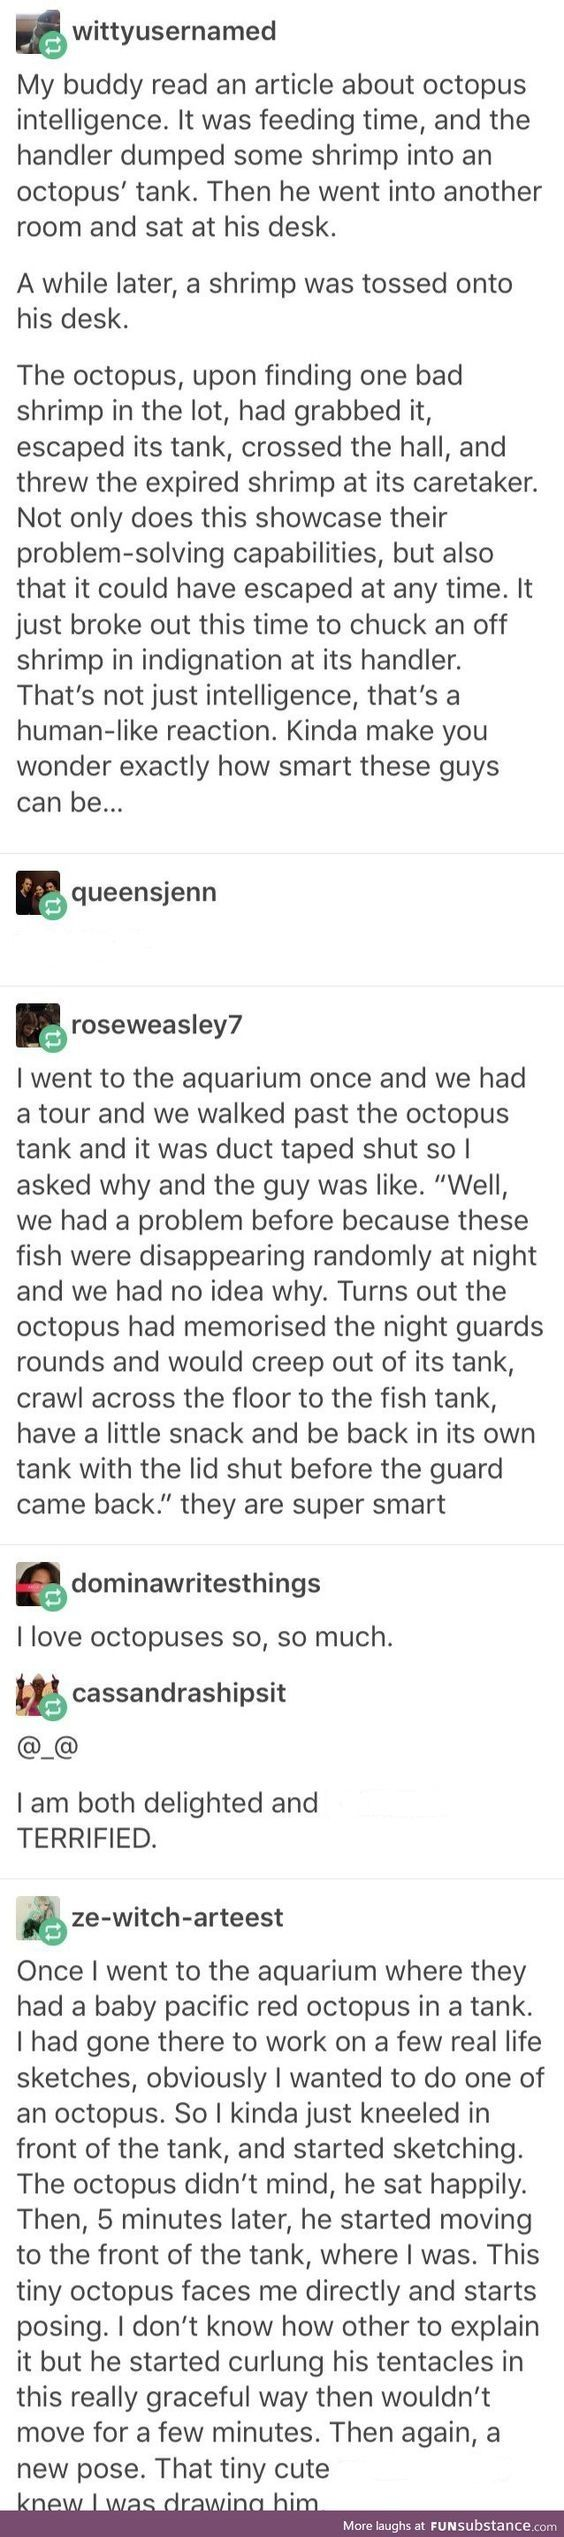 wittyusernamed
My buddy read an article about octopus
intelligence. It was feeding time, and the
handler dumped some shrimp into an
octopus’ tank. Then he went into another
room and sat at his desk.
A while later, a shrimp was tossed onto
his desk.
The octopus, upon finding one bad
shrimp in the lot, had grabbed it,
escaped its tank, crossed the hall, and
threw the expired shrimp at its caretaker.
Not only does this showcase their
problem-solving capabilities, but also
that it could have escaped at any time. It
just broke out this time to chuck an off
shrimp in indignation at its handler.
That’s not just intelligence, that’s a
human-like reaction. Kinda make you
wonder exactly how smart these guys
can be...
queensjenn
roseweasley7
I went to the aquarium once and we had
a tour and we walked past the octopus
tank and it was duct taped shut so I
asked why and the guy was like. “Well,
we had a problem before because these
fish were disappearing randomly at night
and we had no idea why. Turns out the
octopus had memorised the night guards
rounds and would creep out of its tank,
crawl across the floor to the fish tank,
have a little snack and be back in its own
tank with the lid shut before the guard
came back.” they are super smart
dominawritesthings
I love octopuses so, so much.
cassandrashipsit
@_@
I am both delighted and
TERRIFIED.
ze-witch-arteest
Once I went to the aquarium where they
had a baby pacific red octopus in a tank.
I had gone there to work on a few real life
sketches, obviously I wanted to do one of
an octopus. So I kinda just kneeled in
front of the tank, and started sketching.
The octopus didn’t mind, he sat happily.
Then, 5 minutes later, he started moving
to the front of the tank, where I was. This
tiny octopus faces me directly and starts
posing. I don’t know how other to explain
it but he started curlung his tentacles in
this really graceful way then wouldn’t
move for a few minutes. Then again, a
new pose. That tiny cute
knew I was drawing him.
More laughs at FUNsubstance.com